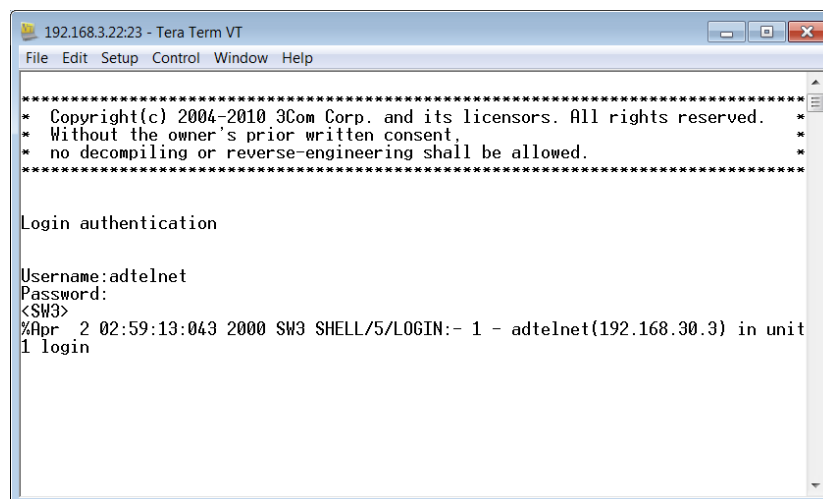 192.168.3.22:23 - Tera Term VT
File Edit Setup Control Window Help
********************************************************************************
*  Copyright(c) 2004-2010 3Com Corp. and its licensors. All rights reserved.   *
*  Without the owner's prior written consent,                                  *
*  no decompiling or reverse-engineering shall be allowed.                     *
********************************************************************************
Login authentication
Username:adtelnet
Password:
<SW3>
%Apr  2 02:59:13:043 2000 SW3 SHELL/5/LOGIN:- 1 - adtelnet(192.168.30.3) in unit
1 login